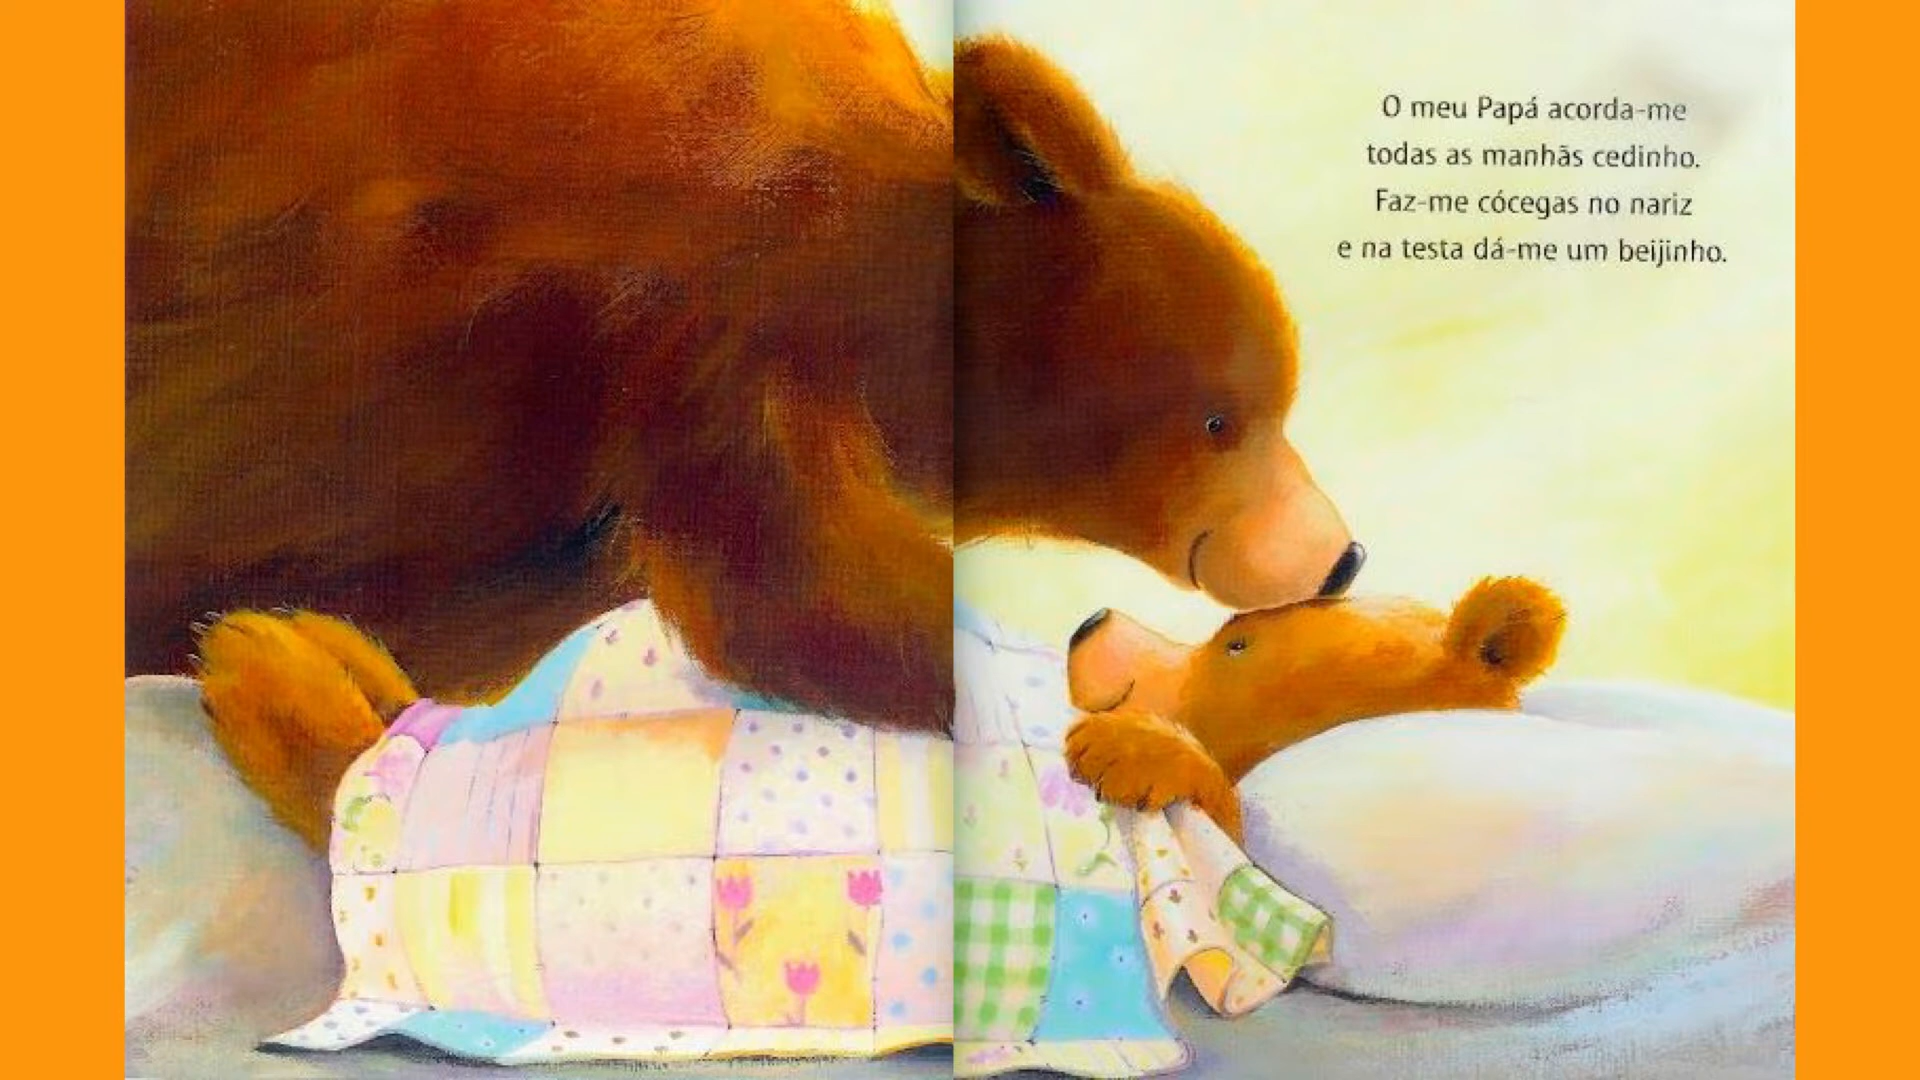 O meu Papá acorda-me
todas as manhãs cedinho.
Faz-me cócegas no nariz
e na testa dá-me um beijinho.